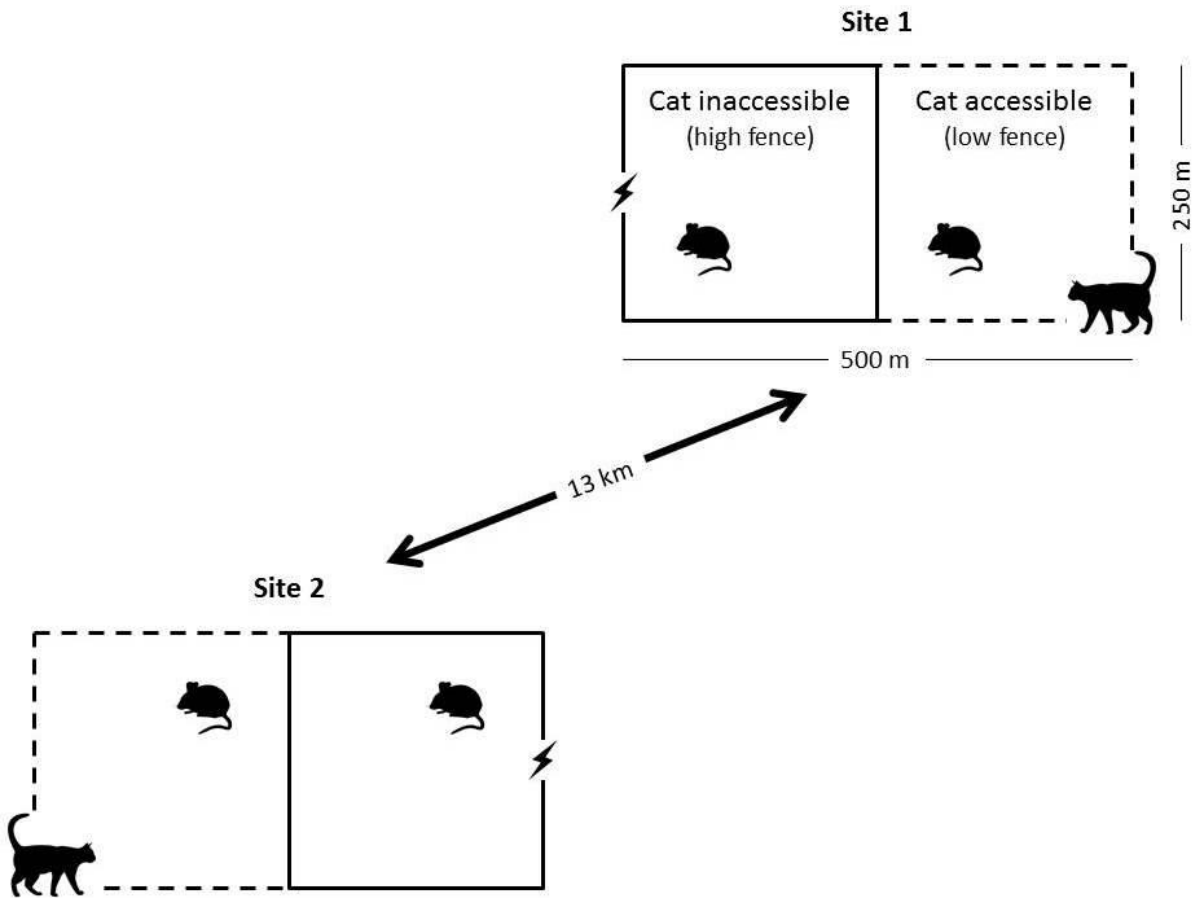 Site 1
Cat inaccessible
(high fence)
Cat accessible
(low fence)
250 m
500 m
13 km
Site 2